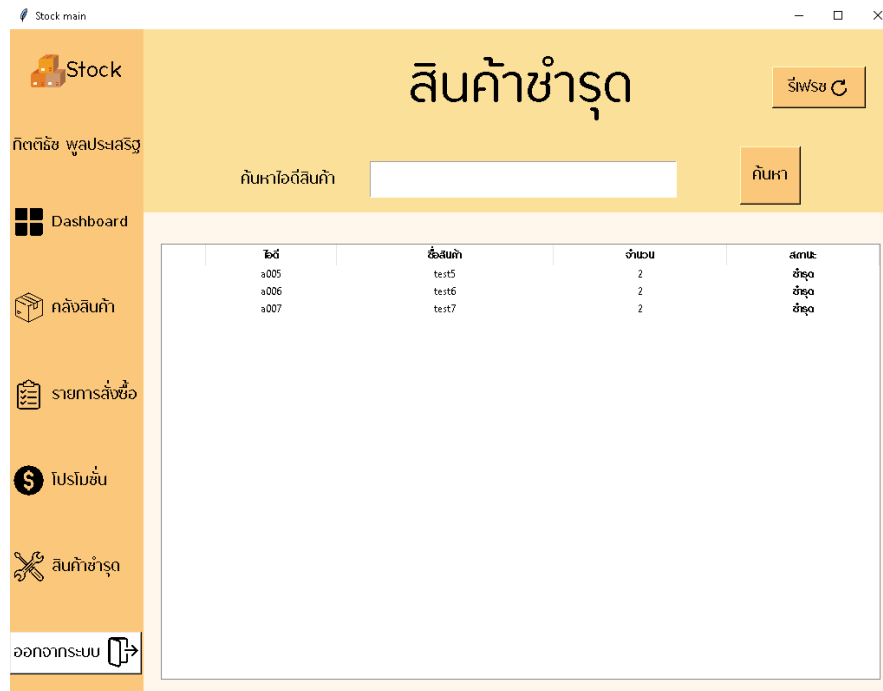 Stock main
Stock
กิตติธัช พูลประเสริฐ
Dashboard
คลังสินค้า
รายการสั่งซื้อ
โปรโมชั่น
สินค้าชำรุด
ออกจากระบบ
สินค้าชำรุด
รีเฟรช
ค้นหาไอดีสินค้า
ค้นหา
ไอดี ชื่อสินค้า จำนวน สถานะ
a005 test5 2 ชำรุด
a006 test6 2 ชำรุด
a007 test7 2 ชำรุด